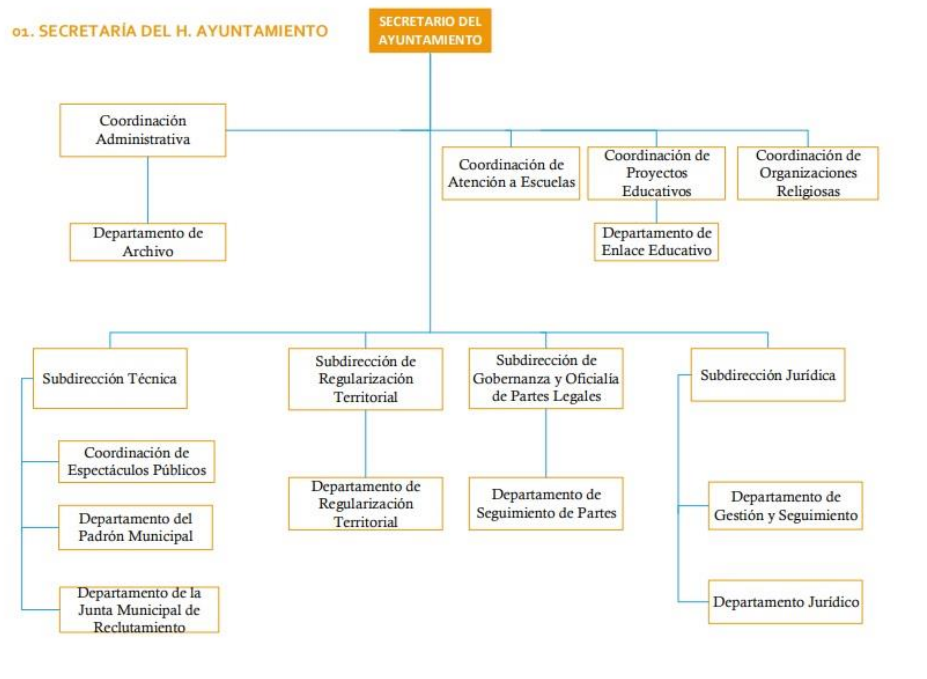 01. SECRETARÍA DEL H. AYUNTAMIENTO
SECRETARIO DEL
AYUNTAMIENTO
Coordinación
Administrativa
Coordinación de
Atención a Escuelas
Coordinación de
Proyectos
Educativos
Coordinación de
Organizaciones
Religiosas
Departamento de
Archivo
Departamento de
Enlace Educativo
Subdirección Técnica
Subdirección de
Regularización
Territorial
Subdirección de
Gobernanza y Oficialía
de Partes Legales
Subdirección Jurídica
Coordinación de
Espectáculos Públicos
Departamento del
Padrón Municipal
Departamento de la
Junta Municipal de
Reclutamiento
Departamento de
Regularización
Territorial
Departamento de
Seguimiento de Partes
Departamento de
Gestión y Seguimiento
Departamento Jurídico